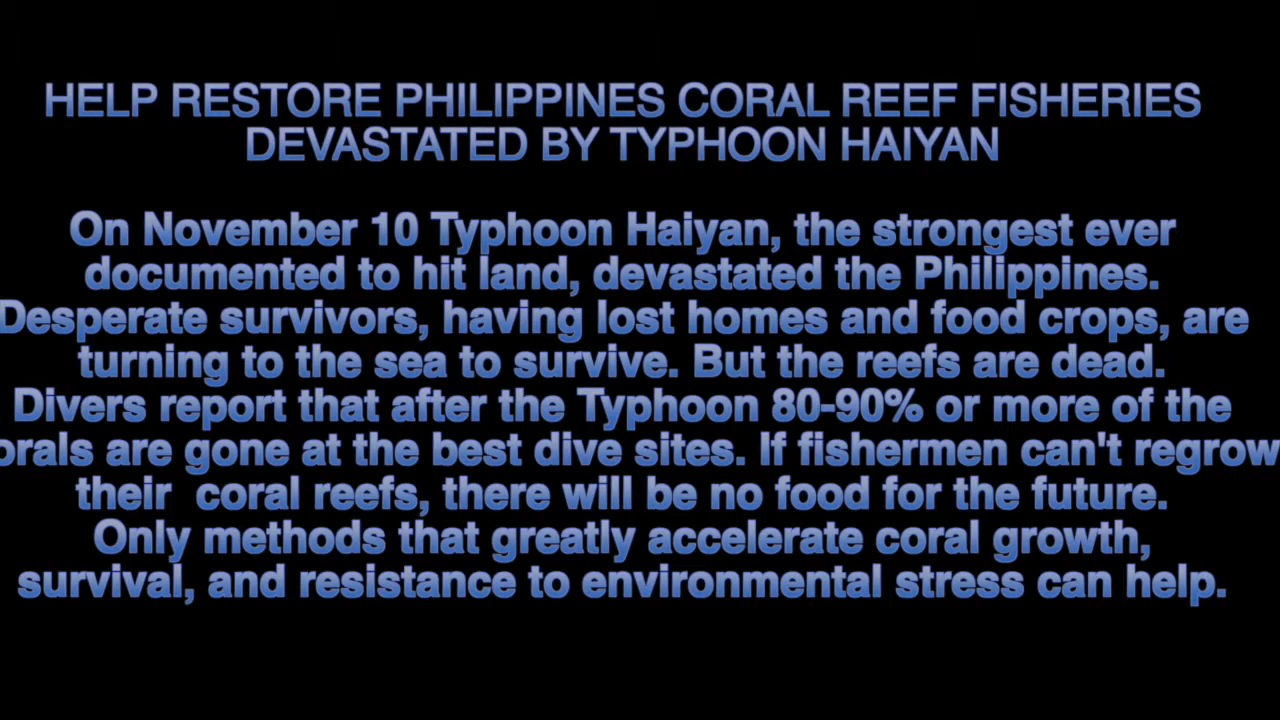 HELP RESTORE PHILIPPINES CORAL REEF FISHERIES
DEVASTATED BY TYPHOON HAIYAN
On November 10 Typhoon Haiyan, the strongest ever
documented to hit land, devastated the Philippines.
Desperate survivors, having lost homes and food crops, are
turning to the sea to survive. But the reefs are dead.
Divers report that after the Typhoon 80-90% or more of the
orals are gone at the best dive sites. If fishermen can't regrow
their  coral reefs, there will be no food for the future.
Only methods that greatly accelerate coral growth,
survival, and resistance to environmental stress can help.